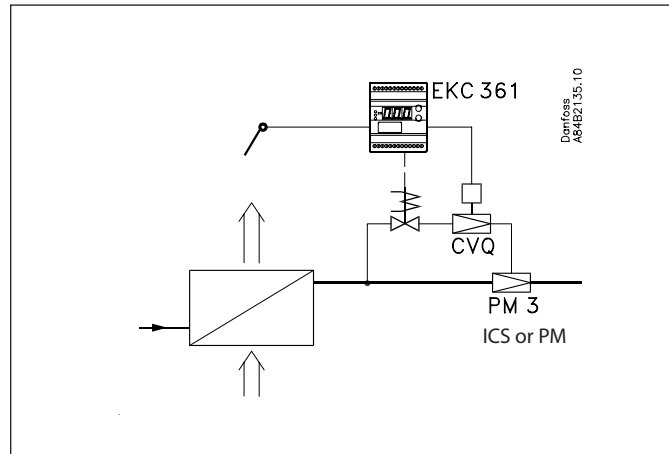 EKC 361
Danfoss
A84B2135.10
CVQ
PM 3
ICS or PM